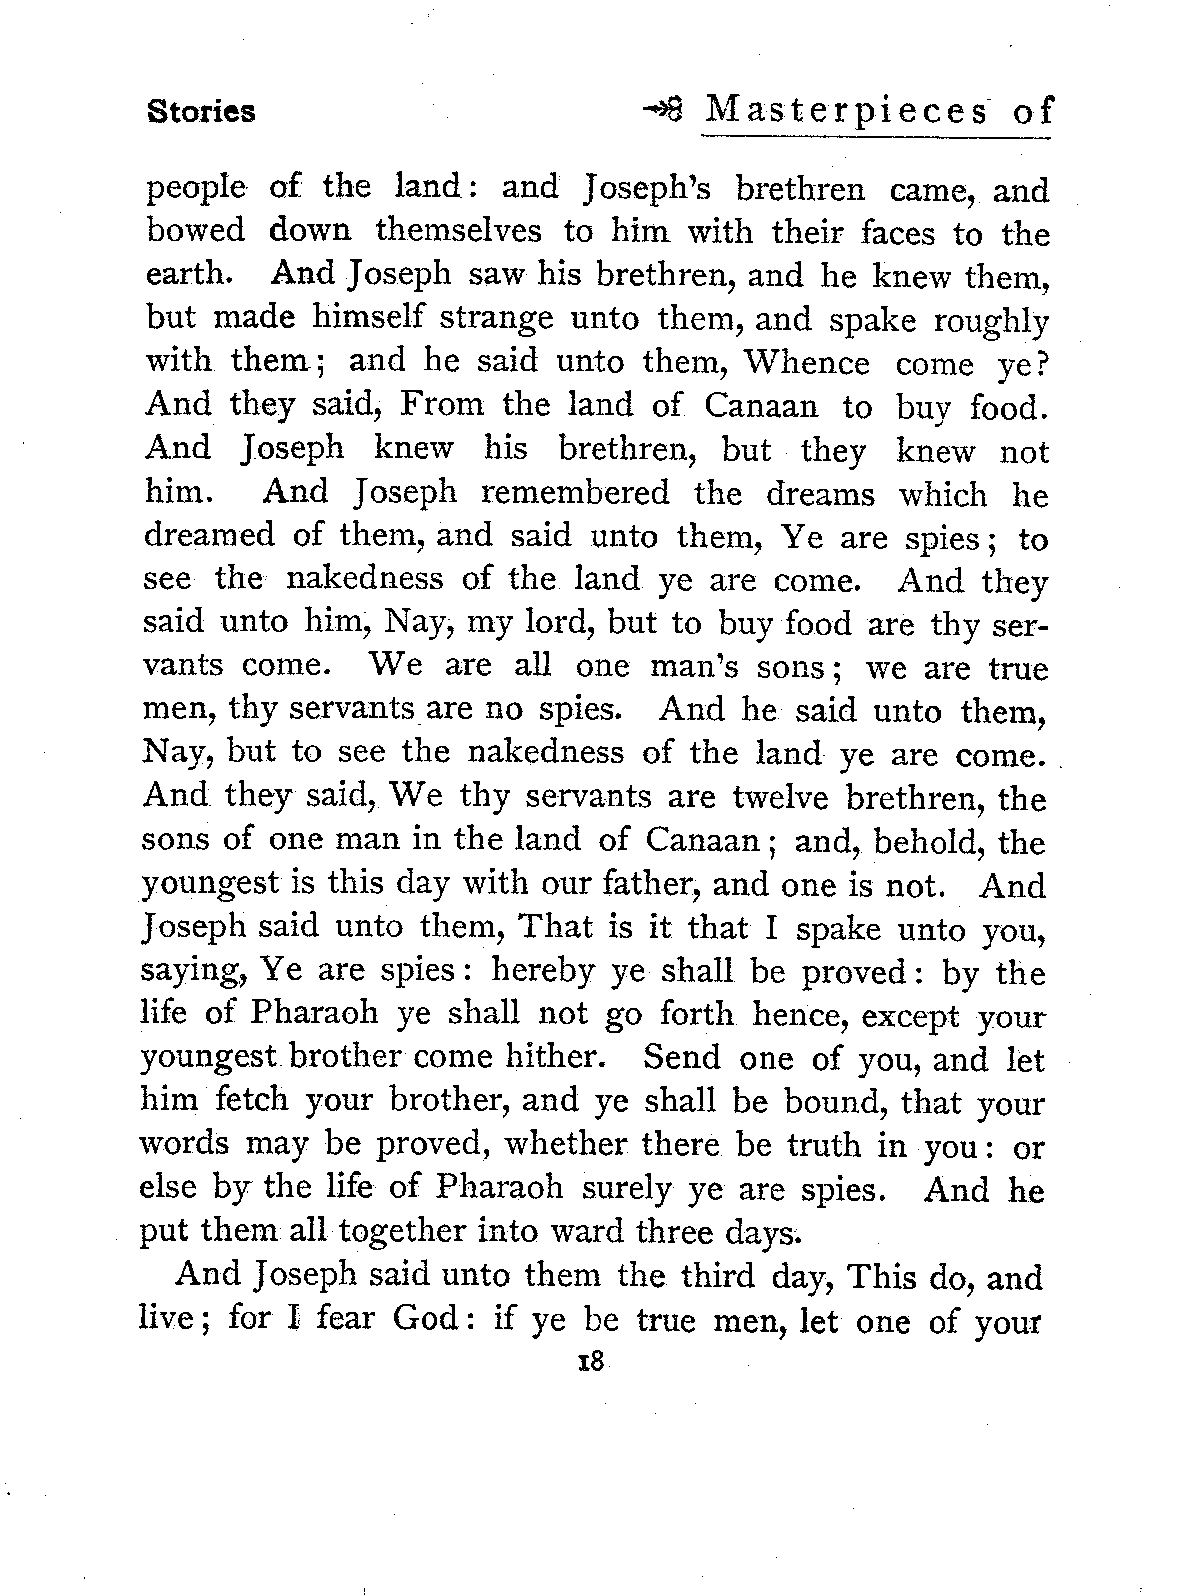 Stories Masterpieces of
people of the land: and Joseph's brethren came, and
bowed down themselves to him with their faces to the
earth. And Joseph saw his brethren, and he knew them,
but made himself strange unto them, and spake roughly
with them; and he said unto them, Whence come ye?
And they said, From the land of Canaan to buy food.
And Joseph knew his brethren, but they knew not
him. And Joseph remembered the dreams which he
dreamed of them, and said unto them, Ye are spies; to
see the nakedness of the land ye are come. And they
said unto him, Nay, my lord, but to buy food are thy ser-
vants come. We are all one man's sons; we are true
men, thy servants are no spies. And he said unto them,
Nay, but to see the nakedness of the land ye are come.
And they said, We thy servants are twelve brethren, the
sons of one man in the land of Canaan; and, behold, the
youngest is this day with our father, and one is not. And
Joseph said unto them, That is it that I spake unto you,
saying, Ye are spies: hereby ye shall be proved: by the
life of Pharaoh ye shall not go forth hence, except your
youngest brother come hither. Send one of you, and let
him fetch your brother, and ye shall be bound, that your
words may be proved, whether there be truth in you: or
else by the life of Pharaoh surely ye are spies. And he
put them all together into ward three days.
And Joseph said unto them the third day, This do, and
live; for I fear God: if ye be true men, let one of your
18